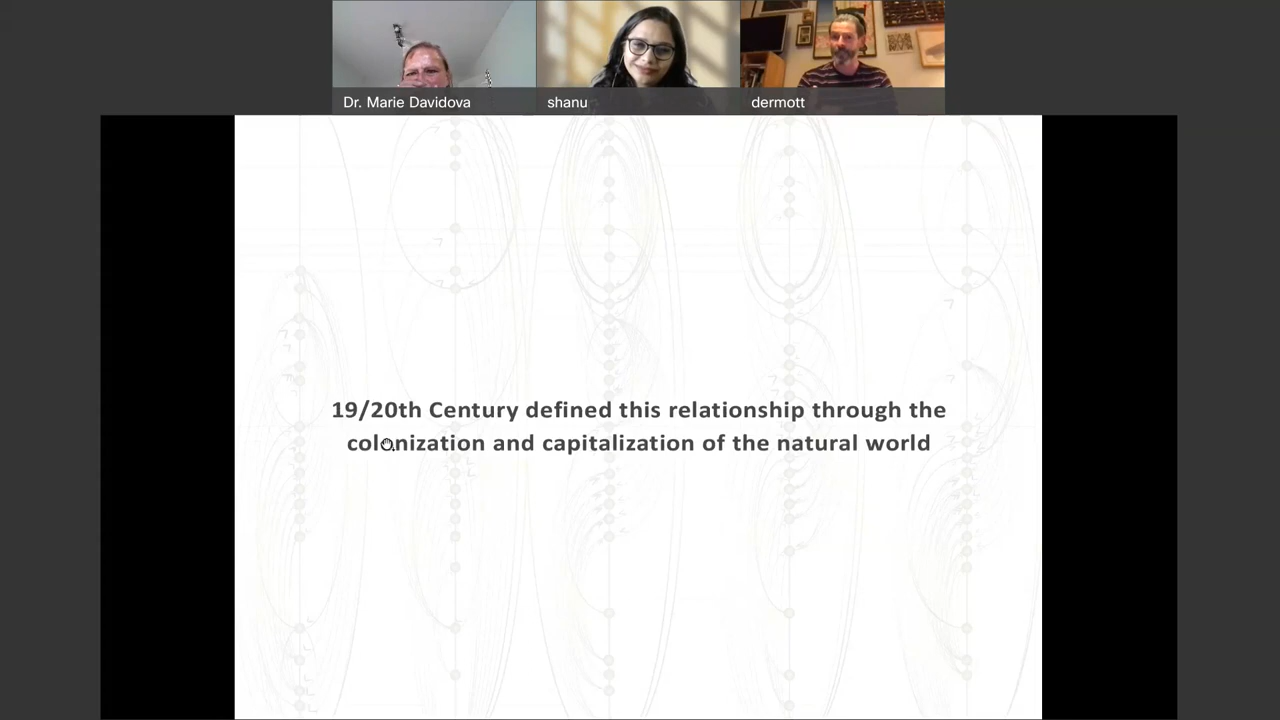 Dr. Marie Davidova
shanu
dermott
19/20th Century defined this relationship through the
colonization and capitalization of the natural world